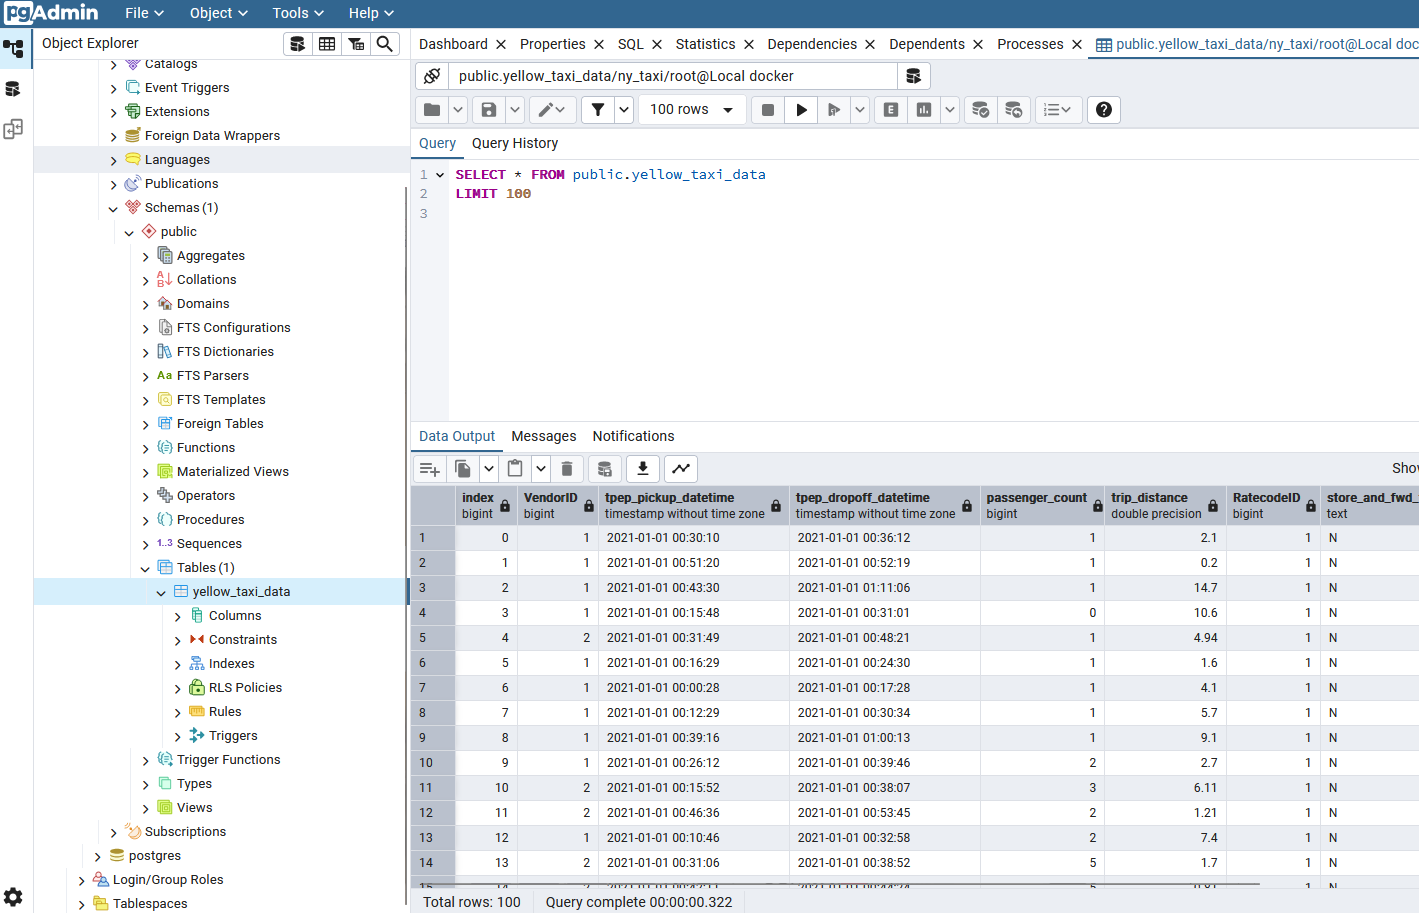 pgAdmin File Object Tools Help
Object Explorer
Catalogs
Event Triggers
Extensions
Foreign Data Wrappers
Languages
Publications
Schemas (1)
public
Aggregates
Collations
Domains
FTS Configurations
FTS Dictionaries
Aa FTS Parsers
FTS Templates
Foreign Tables
Functions
Materialized Views
Operators
Procedures
1..3 Sequences
Tables (1)
yellow_taxi_data
Columns
Constraints
Indexes
RLS Policies
Rules
Triggers
Trigger Functions
Types
Views
Subscriptions
postgres
Login/Group Roles
Tablespaces
Dashboard Properties SQL Statistics Dependencies Dependents Processes public.yellow_taxi_data/ny_taxi/root@Local doc
public.yellow_taxi_data/ny_taxi/root@Local docker
100 rows E
Query Query History
1 SELECT * FROM public.yellow_taxi_data
2 LIMIT 100
3
Data Output Messages Notifications
Show
index VendorID tpep_pickup_datetime tpep_dropoff_datetime passenger_count trip_distance RatecodeID store_and_fwd_
bigint bigint timestamp without time zone timestamp without time zone bigint double precision bigint text
1 0 1 2021-01-01 00:30:10 2021-01-01 00:36:12 1 2.1 1 N
2 1 1 2021-01-01 00:51:20 2021-01-01 00:52:19 1 0.2 1 N
3 2 1 2021-01-01 00:43:30 2021-01-01 01:11:06 1 14.7 1 N
4 3 1 2021-01-01 00:15:48 2021-01-01 00:31:01 0 10.6 1 N
5 4 2 2021-01-01 00:31:49 2021-01-01 00:48:21 1 4.94 1 N
6 5 1 2021-01-01 00:16:29 2021-01-01 00:24:30 1 1.6 1 N
7 6 1 2021-01-01 00:00:28 2021-01-01 00:17:28 1 4.1 1 N
8 7 1 2021-01-01 00:12:29 2021-01-01 00:30:34 1 5.7 1 N
9 8 1 2021-01-01 00:39:16 2021-01-01 01:00:13 1 9.1 1 N
10 9 1 2021-01-01 00:26:12 2021-01-01 00:39:46 2 2.7 1 N
11 10 2 2021-01-01 00:15:52 2021-01-01 00:38:07 3 6.11 1 N
12 11 2 2021-01-01 00:46:36 2021-01-01 00:53:45 2 1.21 1 N
13 12 1 2021-01-01 00:10:46 2021-01-01 00:32:58 2 7.4 1 N
14 13 2 2021-01-01 00:31:06 2021-01-01 00:38:52 5 1.7 1 N
Total rows: 100 Query complete 00:00:00.322